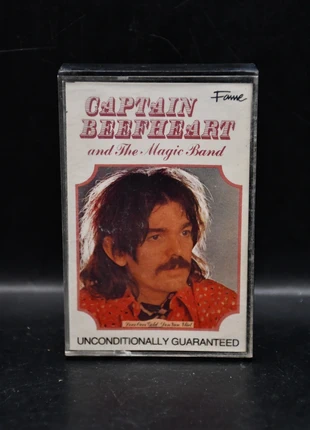 Fame
CAPTAIN
BEEFHEART
and The Magic Band
UNCONDITIONALLY GUARANTEED